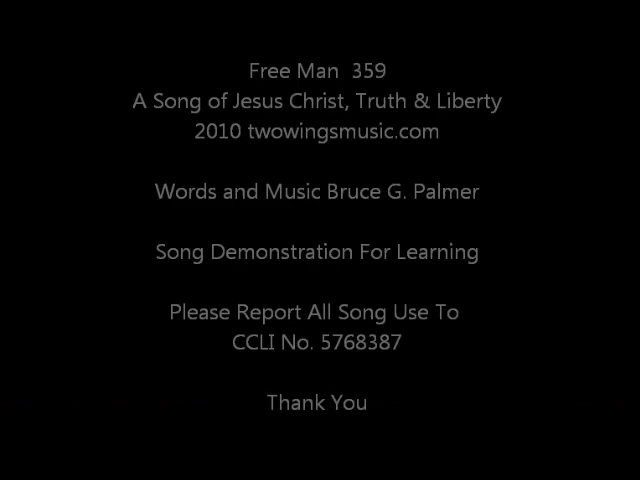 Free Man  359
A Song of Jesus Christ, Truth & Liberty
2010 twowingsmusic.com
Words and Music Bruce G. Palmer
Song Demonstration For Learning
Please Report All Song Use To
CCLI No. 5768387
Thank You